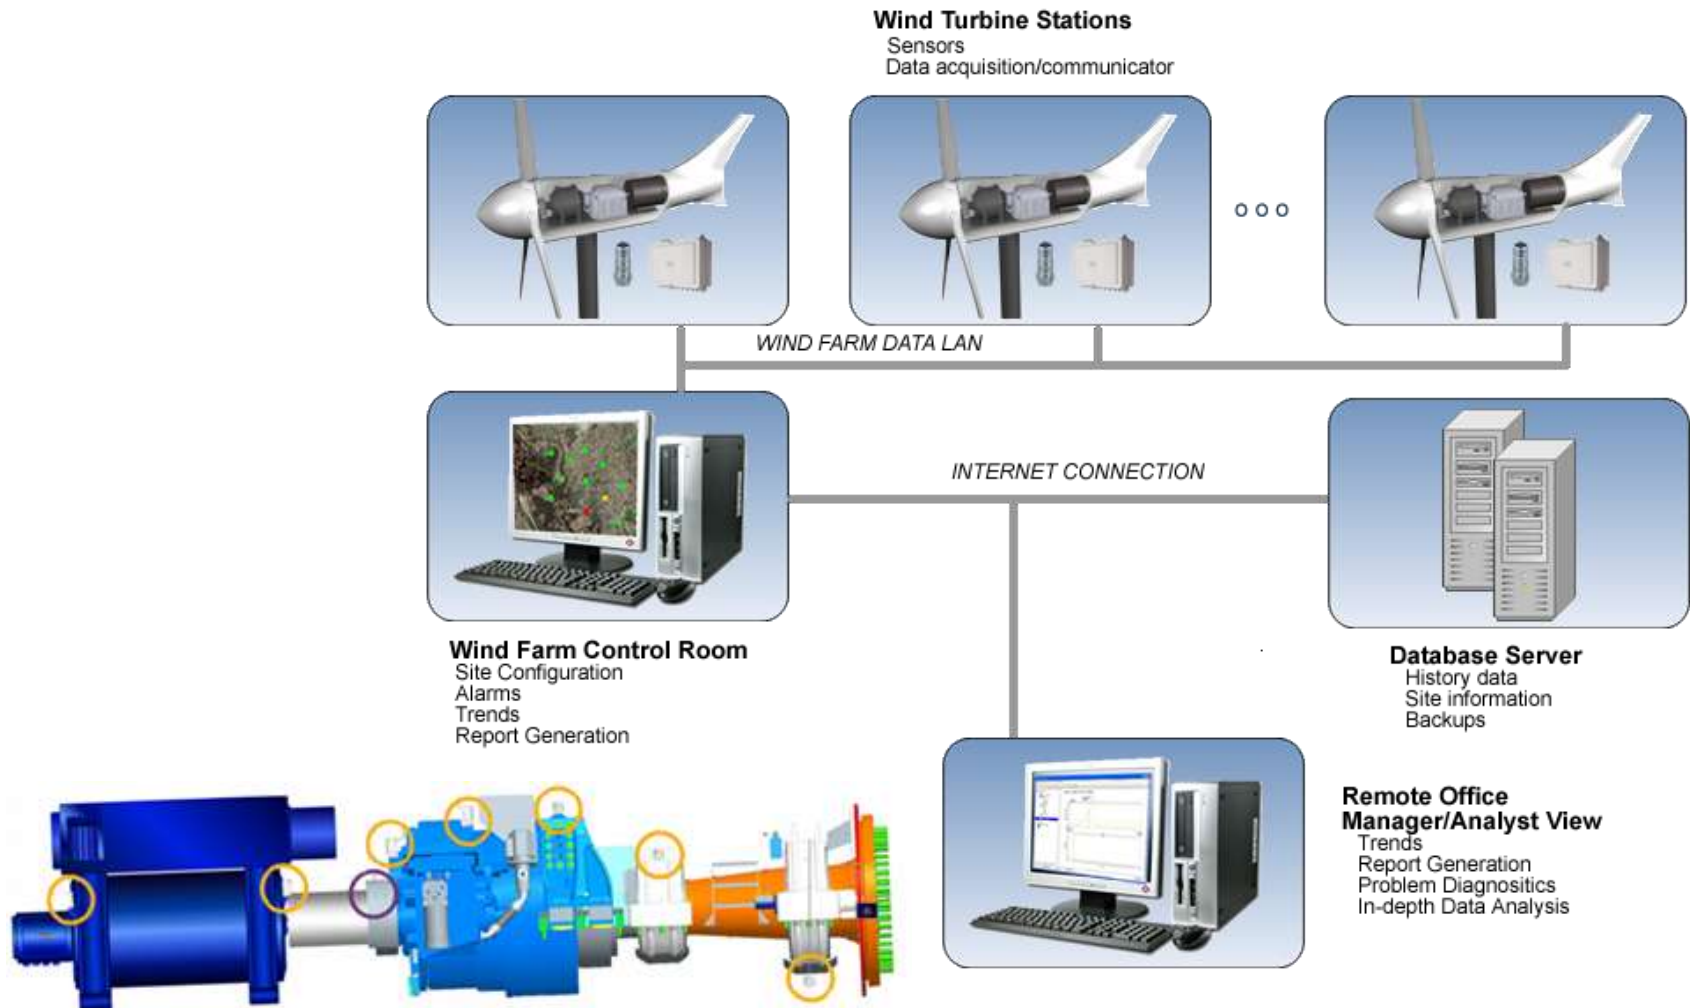 Wind Turbine Stations
Sensors
Data acquisition/communicator
WIND FARM DATA LAN
INTERNET CONNECTION
Wind Farm Control Room
Site Configuration
Alarms
Trends
Report Generation
Database Server
History data
Site information
Backups
Remote Office
Manager/Analyst View
Trends
Report Generation
Problem Diagnositics
In-depth Data Analysis